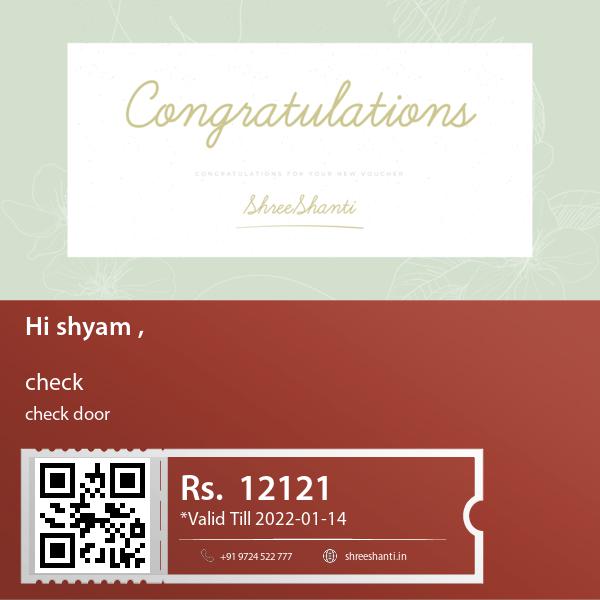 Congratulations
CONGRATULATIONS FOR YOUR NEW VOUCHER
ShreeShanti
Hi shyam ,
check
check door
Rs. 12121
*Valid Till 2022-01-14
+91 9724 522 777
shreeshanti.in